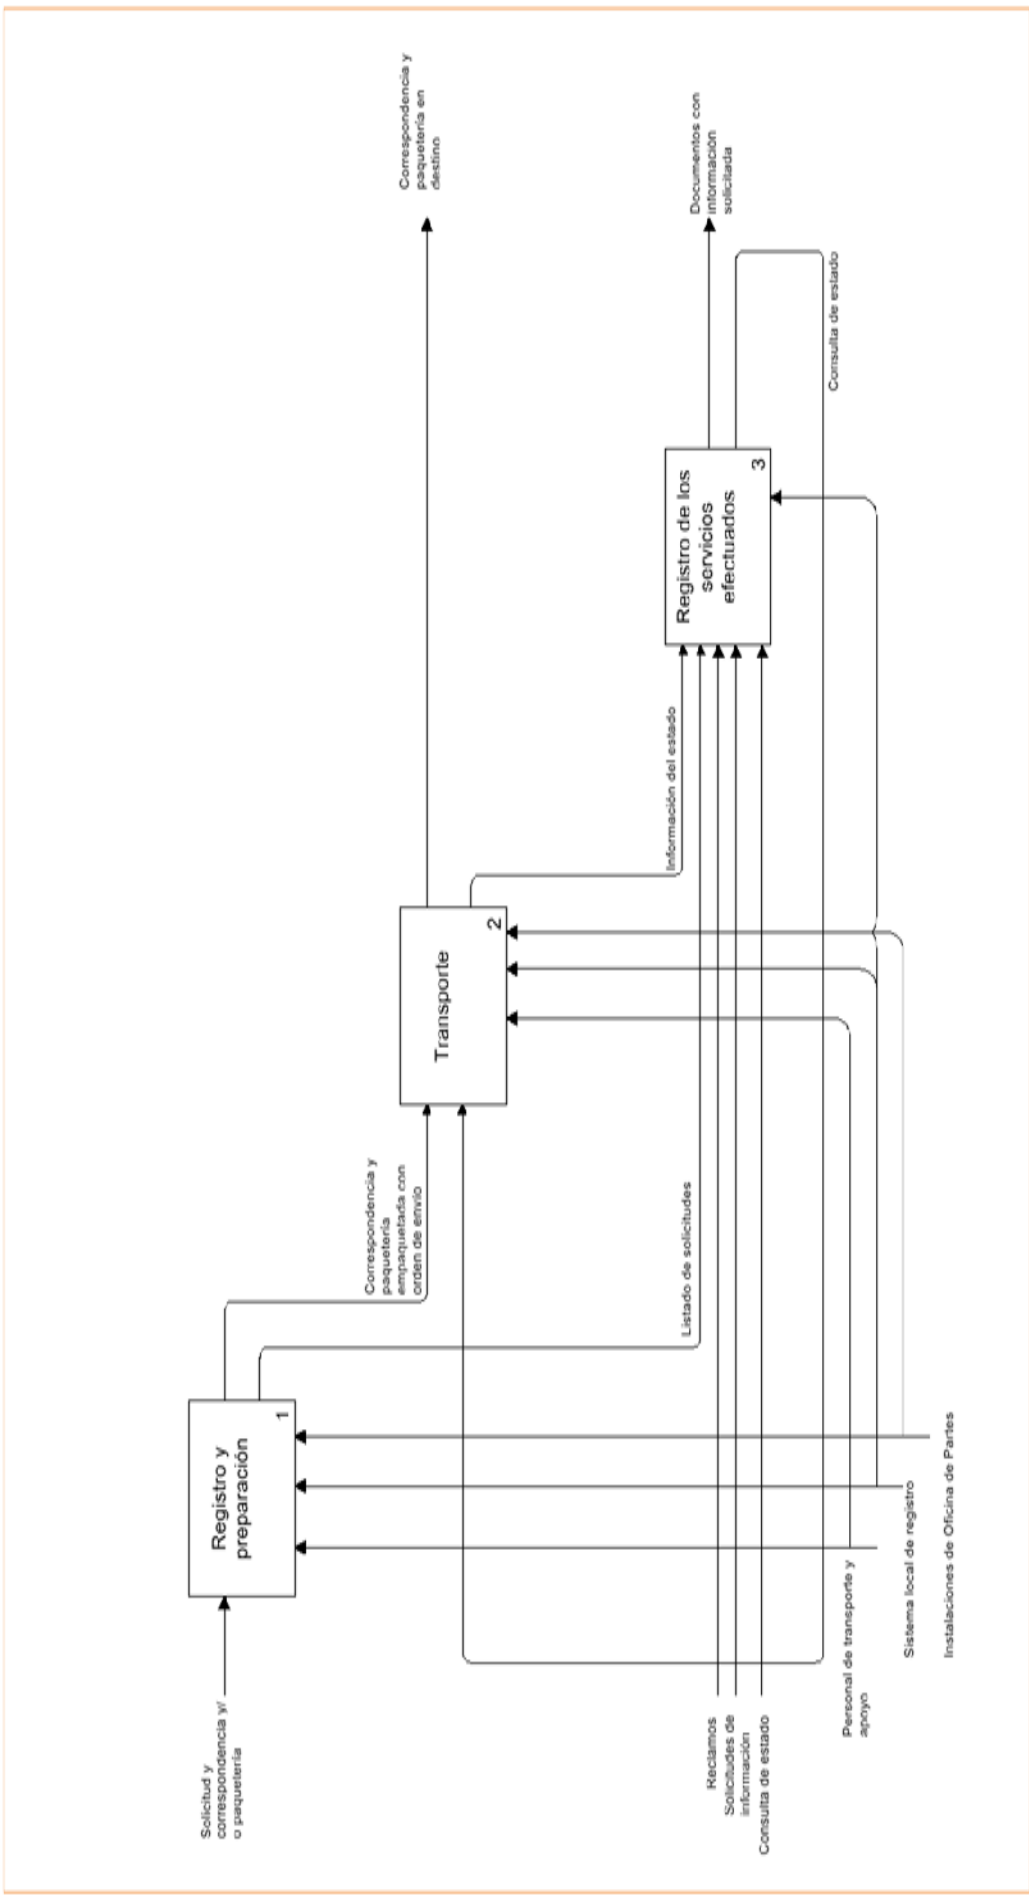 Solicitud y
correspondencia y/
o paquetería
Registro y
preparación
1
Correspondencia y
paquetería
empaquetada con
orden de envío
Transporte
2
Correspondencia y
paquetería en
destino
Listado de solicitudes
Información del estado
Registro de los
servicios
efectuados
3
Documentos con
información
solicitada
Consulta de estado
Reclamos
Solicitudes de
información
Consulta de estado
Personal de transporte y
apoyo
Sistema local de registro
Instalaciones de Oficina de Partes